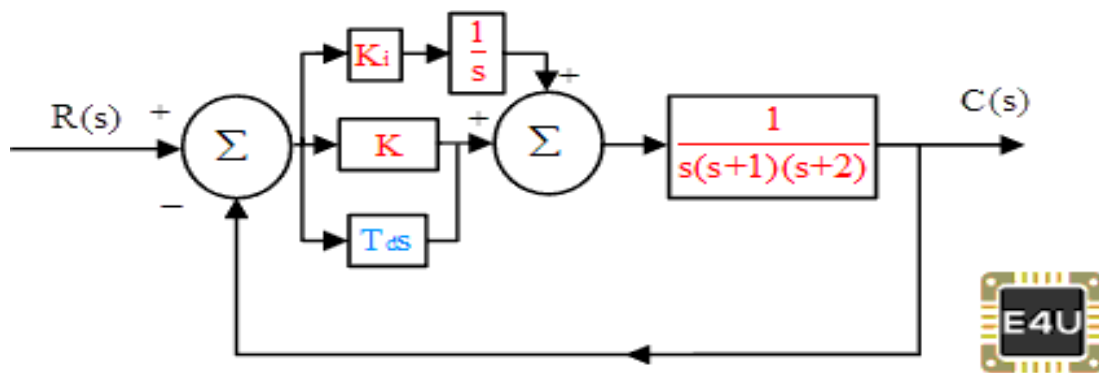 R(s)
+
−
Σ
Ki
1
s
K
Tds
+
+
Σ
1
s(s+1)(s+2)
C(s)
E4U